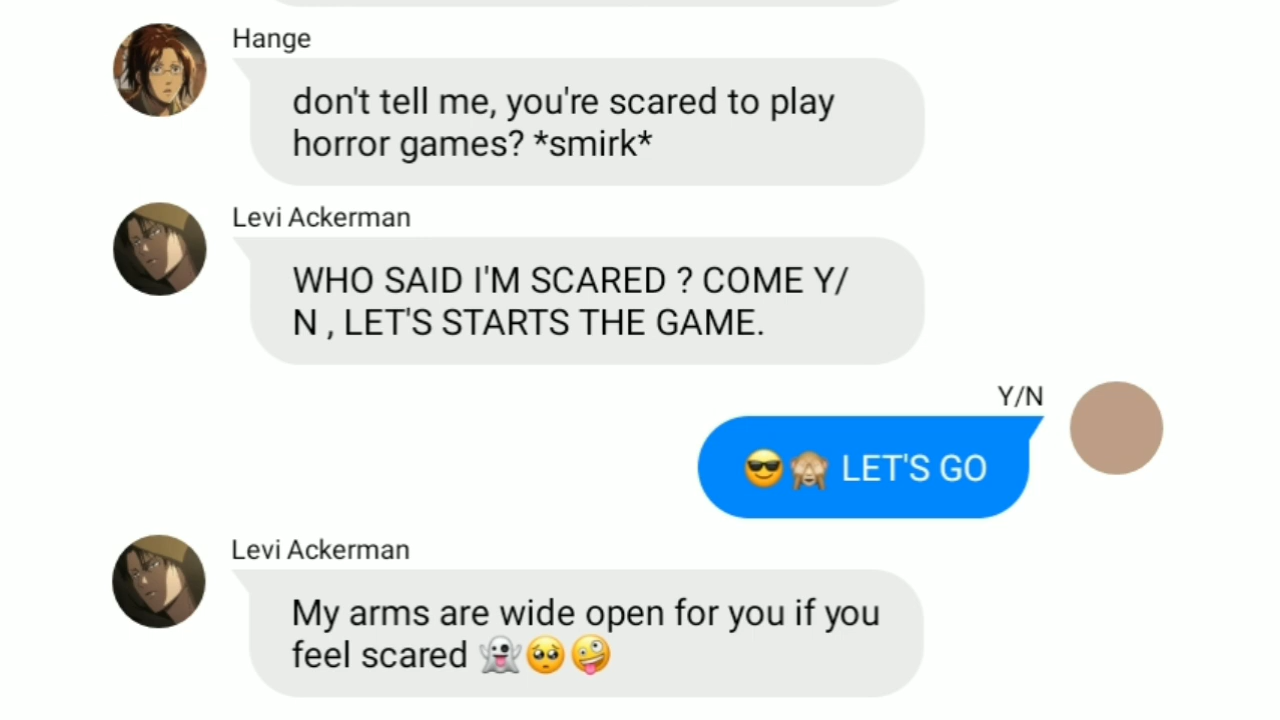 Hange
don't tell me, you're scared to play
horror games? *smirk*
Levi Ackerman
WHO SAID I'M SCARED ? COME Y/
N , LET'S STARTS THE GAME.
Y/N
😎🙈 LET'S GO
Levi Ackerman
My arms are wide open for you if you
feel scared 👻🥺🤪